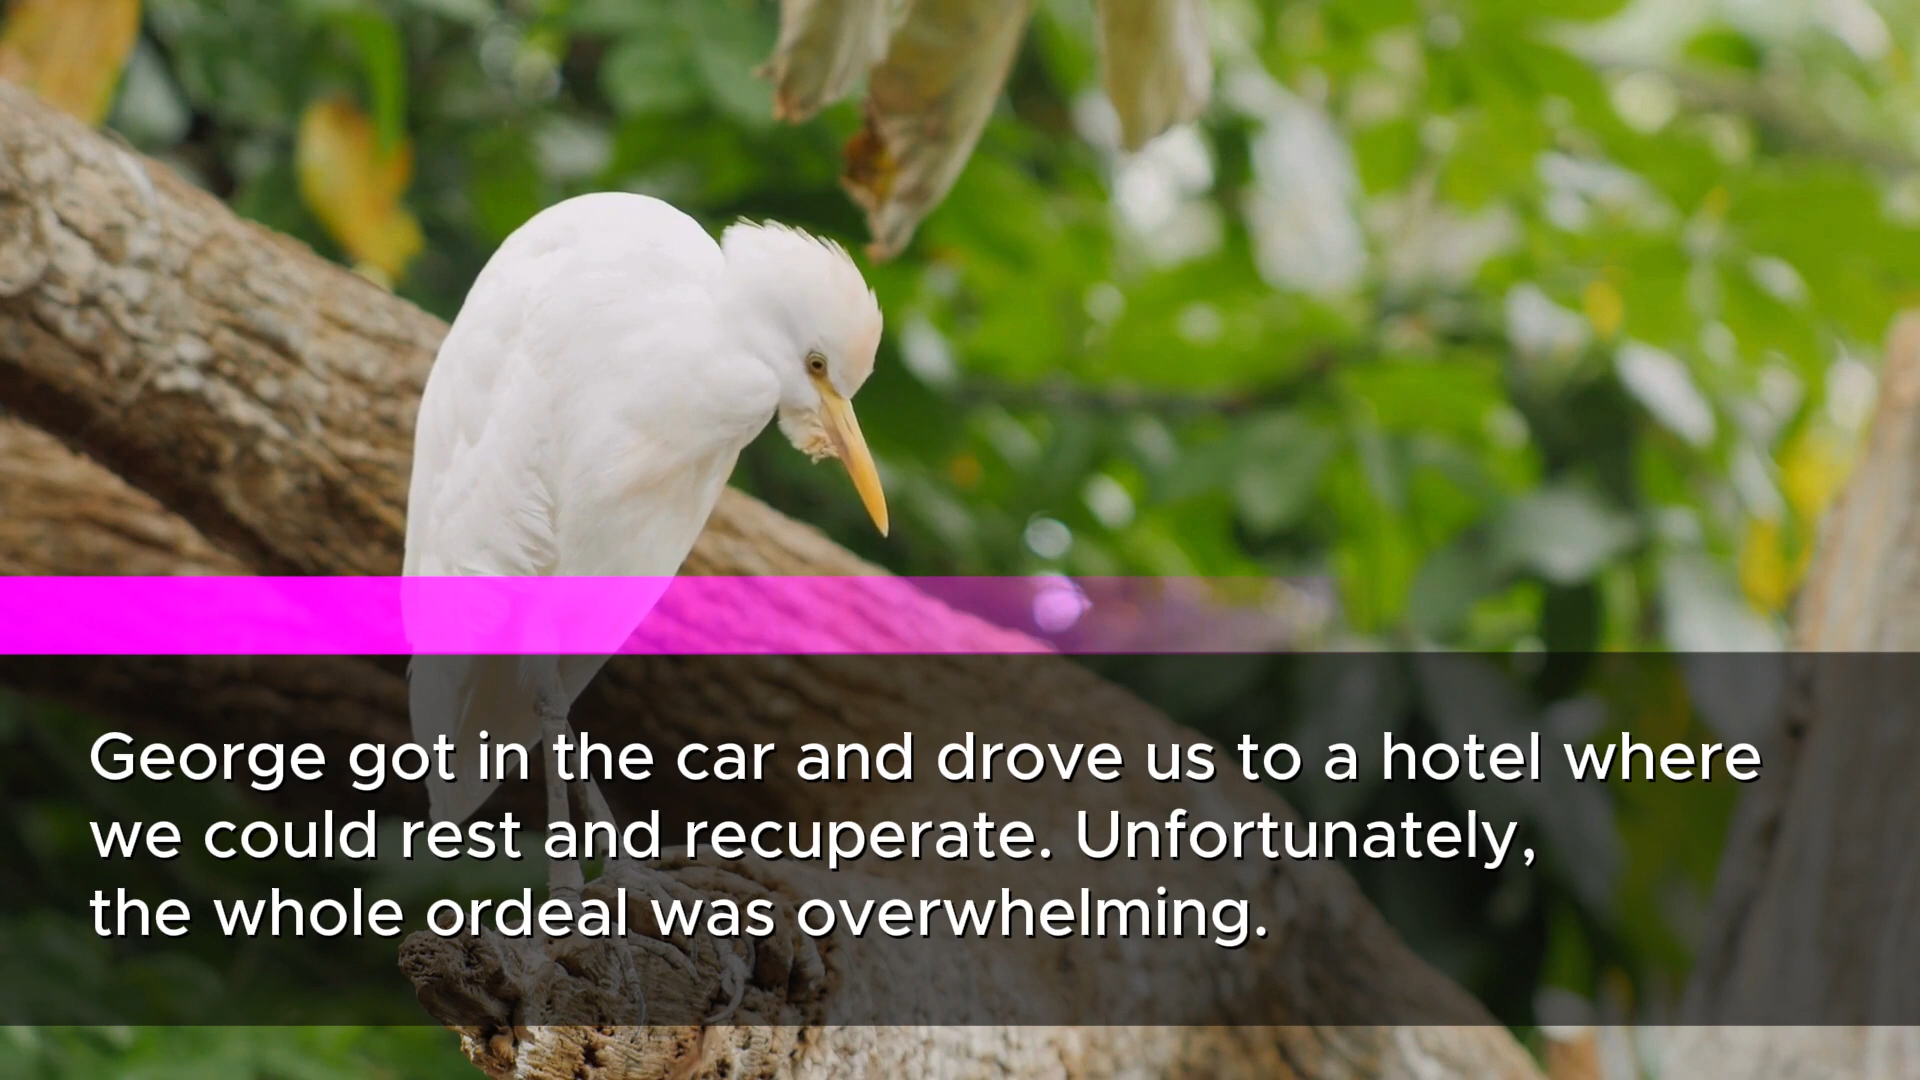 George got in the car and drove us to a hotel where
we could rest and recuperate. Unfortunately,
the whole ordeal was overwhelming.